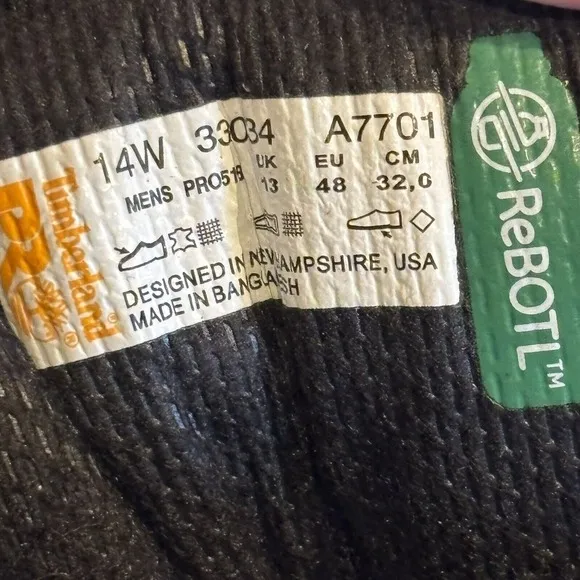 Timberland®
PRO®
14W 33034 A7701
MENS PRO516 UK EU CM
13 48 32,0
DESIGNED IN NEW HAMPSHIRE, USA
MADE IN BANGLADESH
ReBOTL™